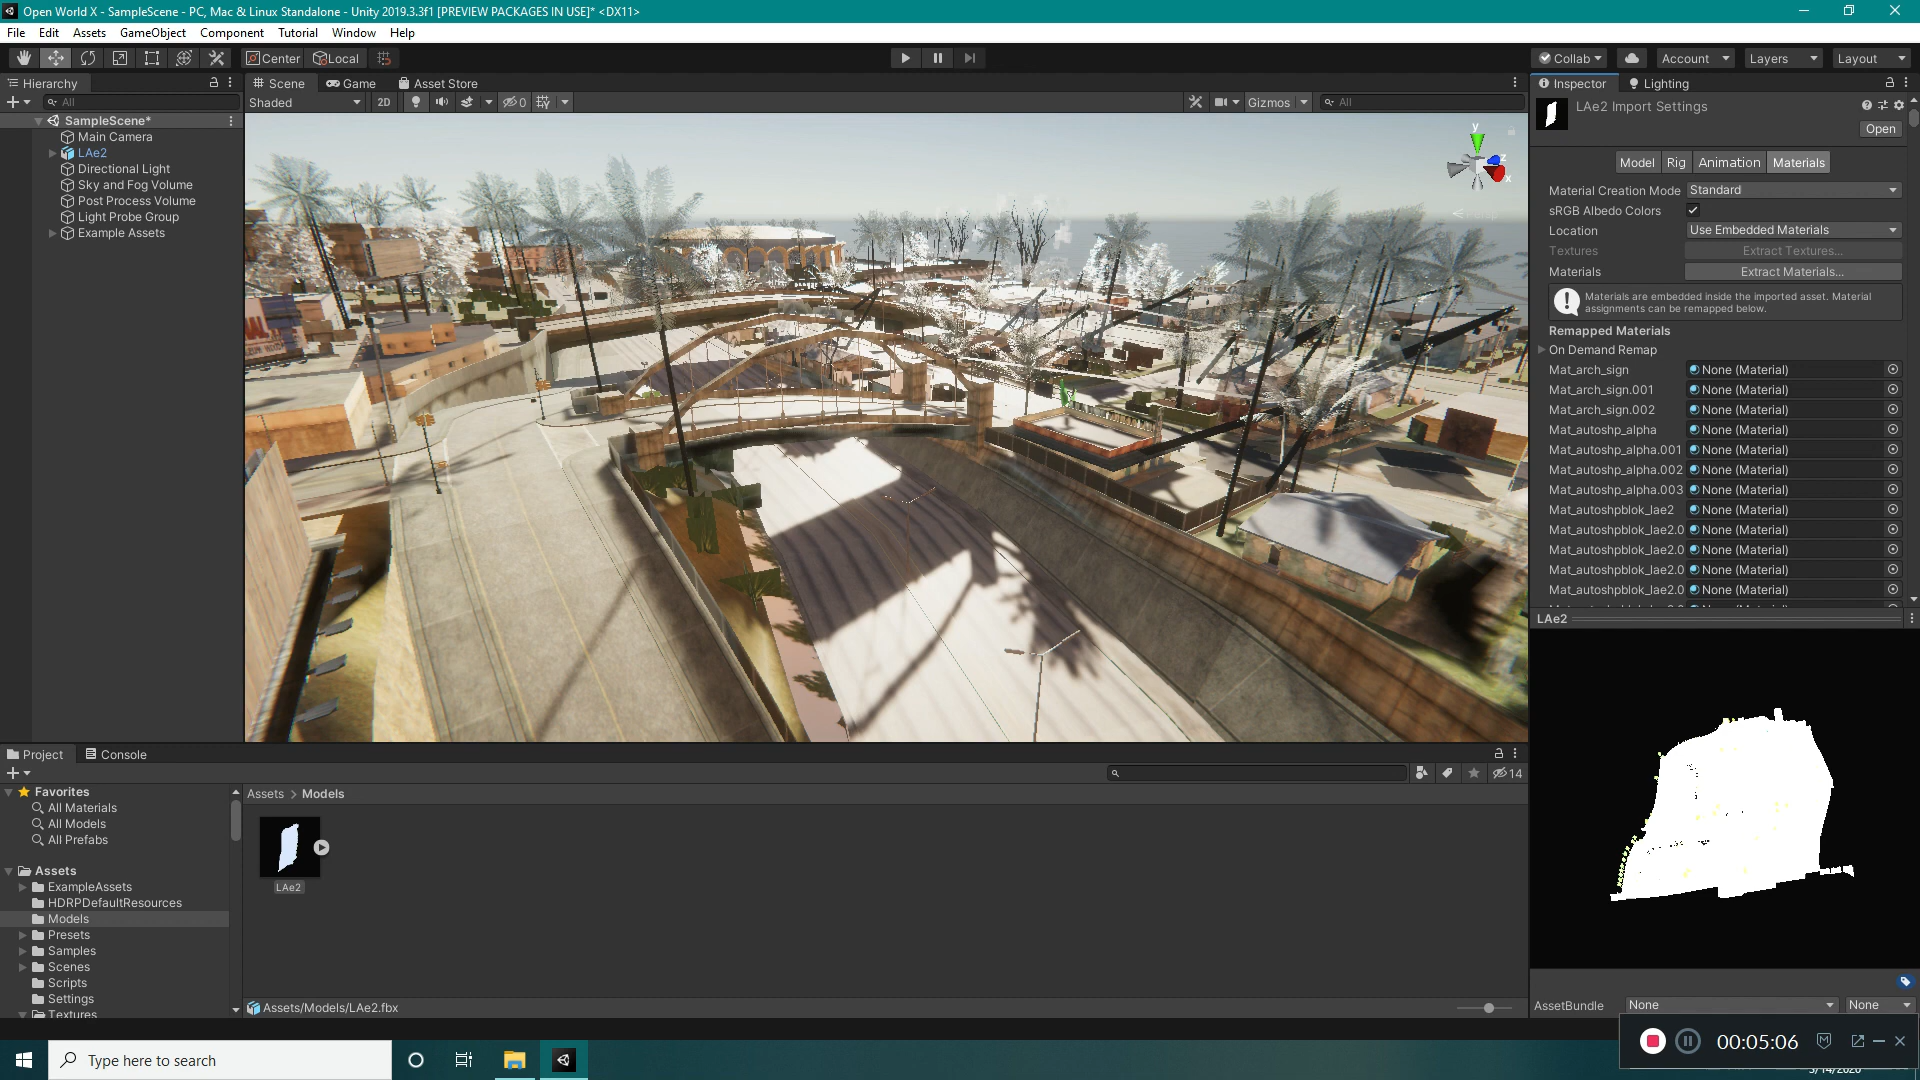 Open World X - SampleScene - PC, Mac & Linux Standalone - Unity 2019.3.3f1 [PREVIEW PACKAGES IN USE]* <DX11>
File Edit Assets GameObject Component Tutorial Window Help
Center Local Collab Account Layers Layout
Hierarchy
All
SampleScene*
Main Camera
LAe2
Directional Light
Sky and Fog Volume
Post Process Volume
Light Probe Group
Example Assets
Scene Game Asset Store
Shaded 2D 0 Gizmos All
Inspector Lighting
LAe2 Import Settings
Open
Model Rig Animation Materials
Material Creation Mode Standard
sRGB Albedo Colors
Location Use Embedded Materials
Textures Extract Textures...
Materials Extract Materials...
Materials are embedded inside the imported asset. Material
assignments can be remapped below.
Remapped Materials
On Demand Remap
Mat_arch_sign None (Material)
Mat_arch_sign.001 None (Material)
Mat_arch_sign.002 None (Material)
Mat_autoshp_alpha None (Material)
Mat_autoshp_alpha.001 None (Material)
Mat_autoshp_alpha.002 None (Material)
Mat_autoshp_alpha.003 None (Material)
Mat_autoshpblok_lae2 None (Material)
Mat_autoshpblok_lae2.0 None (Material)
Mat_autoshpblok_lae2.0 None (Material)
Mat_autoshpblok_lae2.0 None (Material)
Mat_autoshpblok_lae2.0 None (Material)
LAe2
AssetBundle None None
y
z
x
Project Console
14
Favorites
All Materials
All Models
All Prefabs
Assets
ExampleAssets
HDRPDefaultResources
Models
Presets
Samples
Scenes
Scripts
Settings
Textures
Assets > Models
LAe2
Assets/Models/LAe2.fbx
Type here to search
00:05:06
3/14/2020